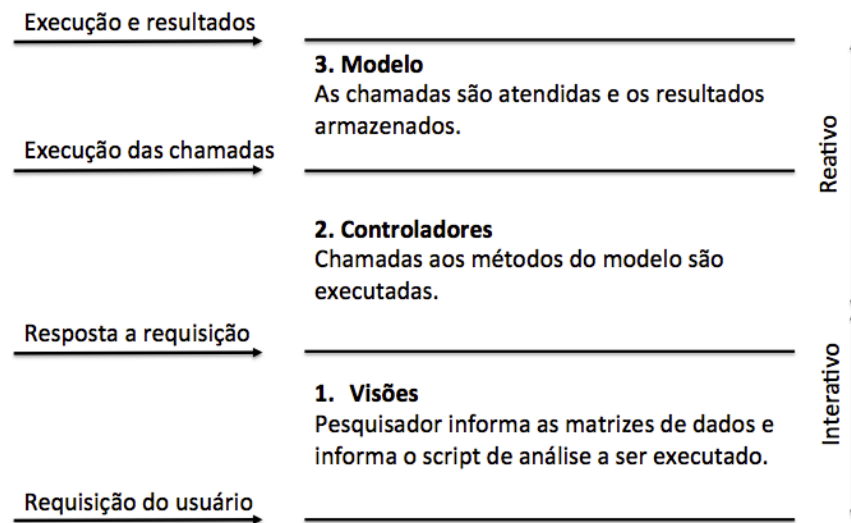 Execução e resultados
3. Modelo
As chamadas são atendidas e os resultados
armazenados.
Execução das chamadas
2. Controladores
Chamadas aos métodos do modelo são
executadas.
Resposta a requisição
1. Visões
Pesquisador informa as matrizes de dados e
informa o script de análise a ser executado.
Requisição do usuário
Reativo
Interativo